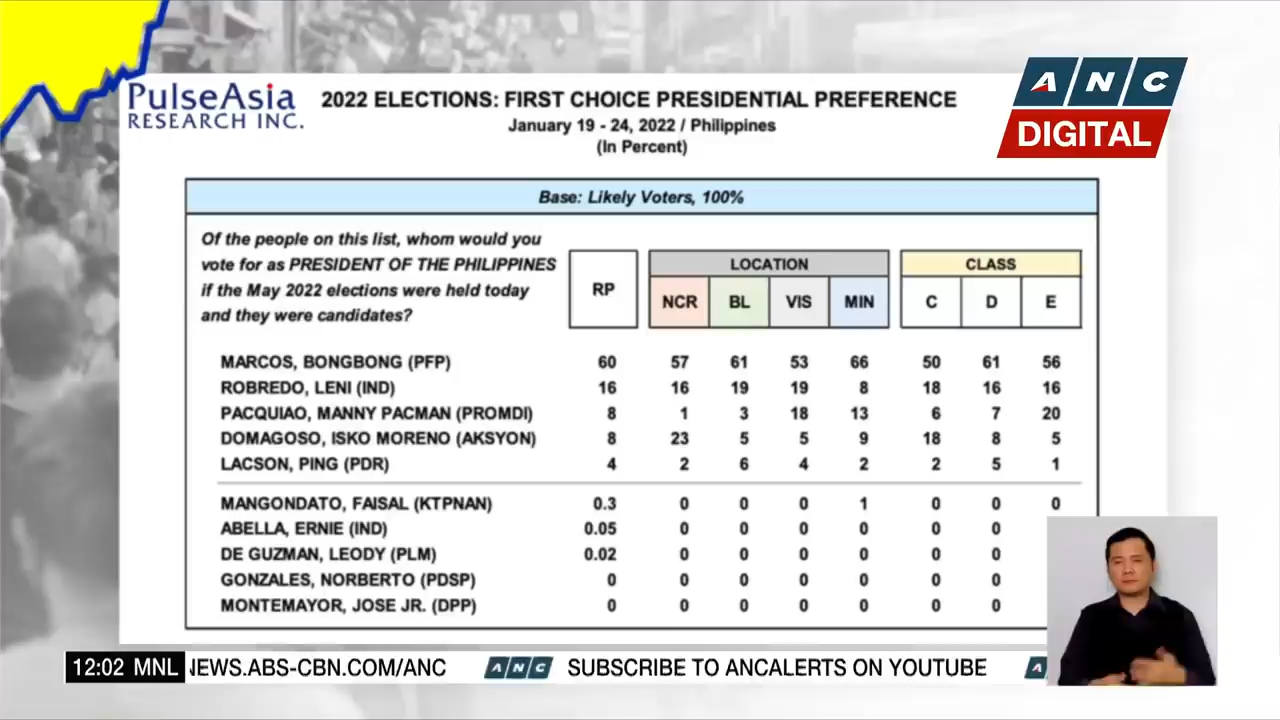 PulseAsia
RESEARCH INC.
2022 ELECTIONS: FIRST CHOICE PRESIDENTIAL PREFERENCE
January 19 - 24, 2022 / Philippines
(In Percent)
ANC
DIGITAL
Base: Likely Voters, 100%
Of the people on this list, whom would you
vote for as PRESIDENT OF THE PHILIPPINES
if the May 2022 elections were held today
and they were candidates?
RP LOCATION CLASS
NCR BL VIS MIN C D E
MARCOS, BONGBONG (PFP) 60 57 61 53 66 50 61 56
ROBREDO, LENI (IND) 16 16 19 19 8 18 16 16
PACQUIAO, MANNY PACMAN (PROMDI) 8 1 3 18 13 6 7 20
DOMAGOSO, ISKO MORENO (AKSYON) 8 23 5 5 9 18 8 5
LACSON, PING (PDR) 4 2 6 4 2 2 5 1
MANGONDATO, FAISAL (KTPNAN) 0.3 0 0 0 1 0 0 0
ABELLA, ERNIE (IND) 0.05 0 0 0 0 0 0
DE GUZMAN, LEODY (PLM) 0.02 0 0 0 0 0 0
GONZALES, NORBERTO (PDSP) 0 0 0 0 0 0 0
MONTEMAYOR, JOSE JR. (DPP) 0 0 0 0 0 0 0
12:02 MNL NEWS.ABS-CBN.COM/ANC ANC SUBSCRIBE TO ANCALERTS ON YOUTUBE A